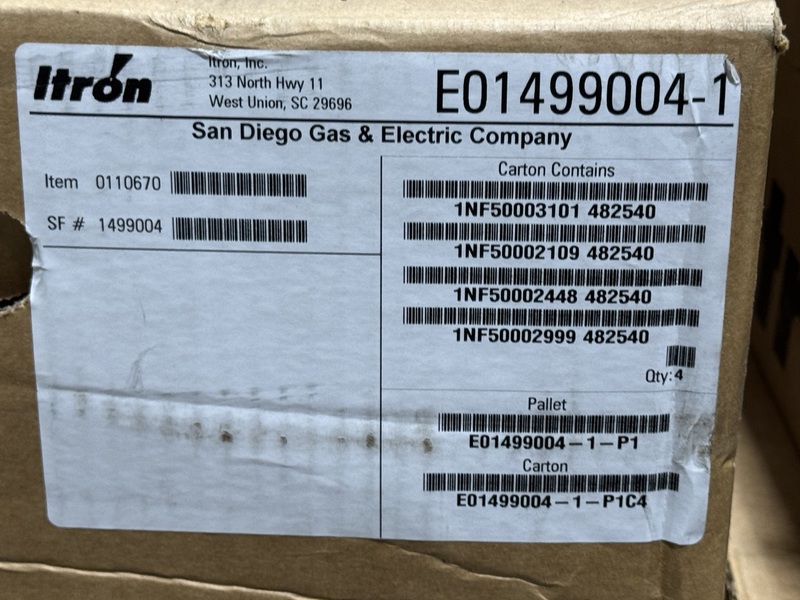 Itron
Itron, Inc.
313 North Hwy 11
West Union, SC 29696
E01499004-1
San Diego Gas & Electric Company
Item 0110670
SF # 1499004
Carton Contains
1NF50003101 482540
1NF50002109 482540
1NF50002448 482540
1NF50002999 482540
Qty:4
Pallet
E01499004-1-P1
Carton
E01499004-1-P1C4